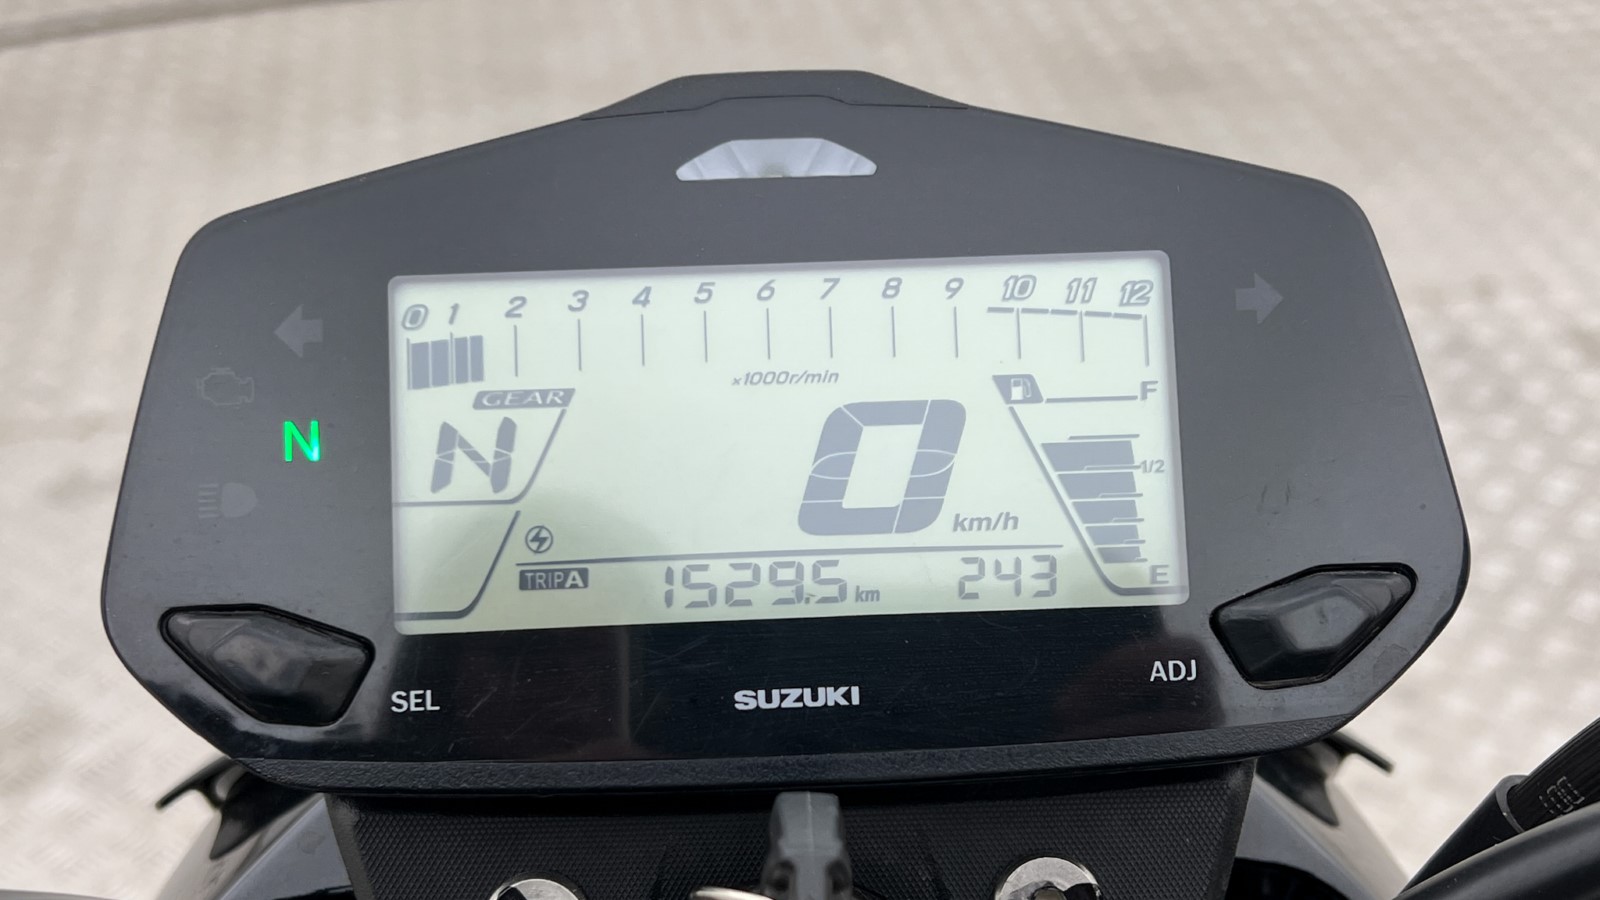 0 1 2 3 4 5 6 7 8 9 10 11 12
x1000r/min
GEAR
N
N
0
km/h
F
1/2
E
TRIP A 1529.5 km 243
SEL
SUZUKI
ADJ